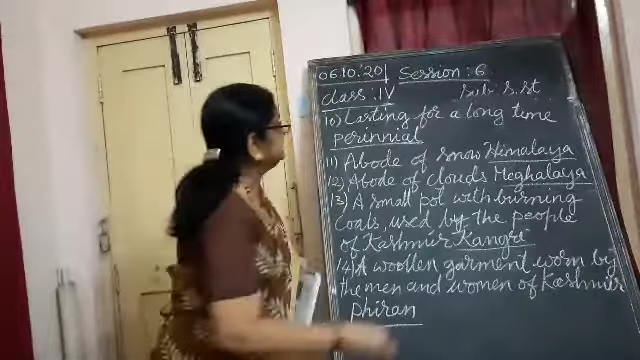 06.10.20 Session : 6
Class : IV Sub: S.St
10) Lasting for a long time
perinnial
11) Abode of snow Himalaya
12) Abode of clouds Meghalaya
13) A small pot with burning
coals, used by the people
of Kashmir Kangri
14) A woollen garment worn by
the men and women of Kashmir
phiran